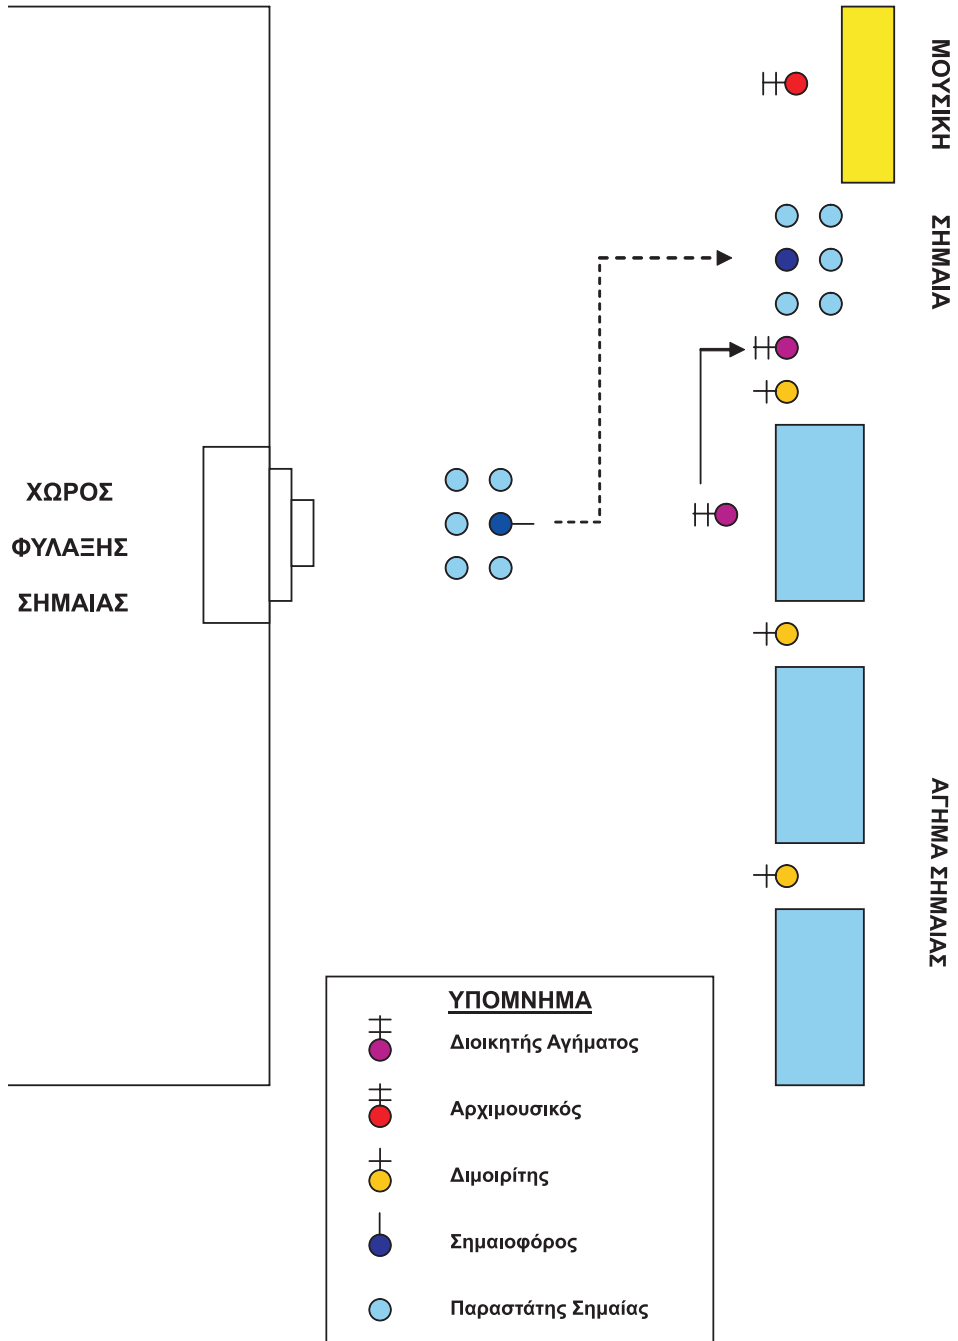 ΜΟΥΣΙΚΗ
ΣΗΜΑΙΑ
ΧΩΡΟΣ
ΦΥΛΑΞΗΣ
ΣΗΜΑΙΑΣ
ΑΓΗΜΑ ΣΗΜΑΙΑΣ
ΥΠΟΜΝΗΜΑ
Διοικητής Αγήματος
Αρχιμουσικός
Διμοιρίτης
Σημαιοφόρος
Παραστάτης Σημαίας